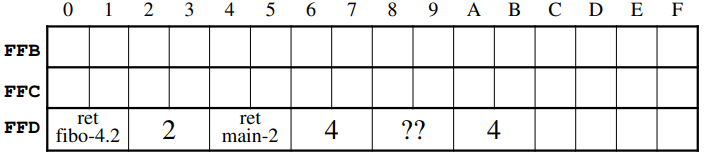 0 1 2 3 4 5 6 7 8 9 A B C D E F
FFB
FFC
FFD ret fibo-4.2 2 ret main-2 4 ?? 4